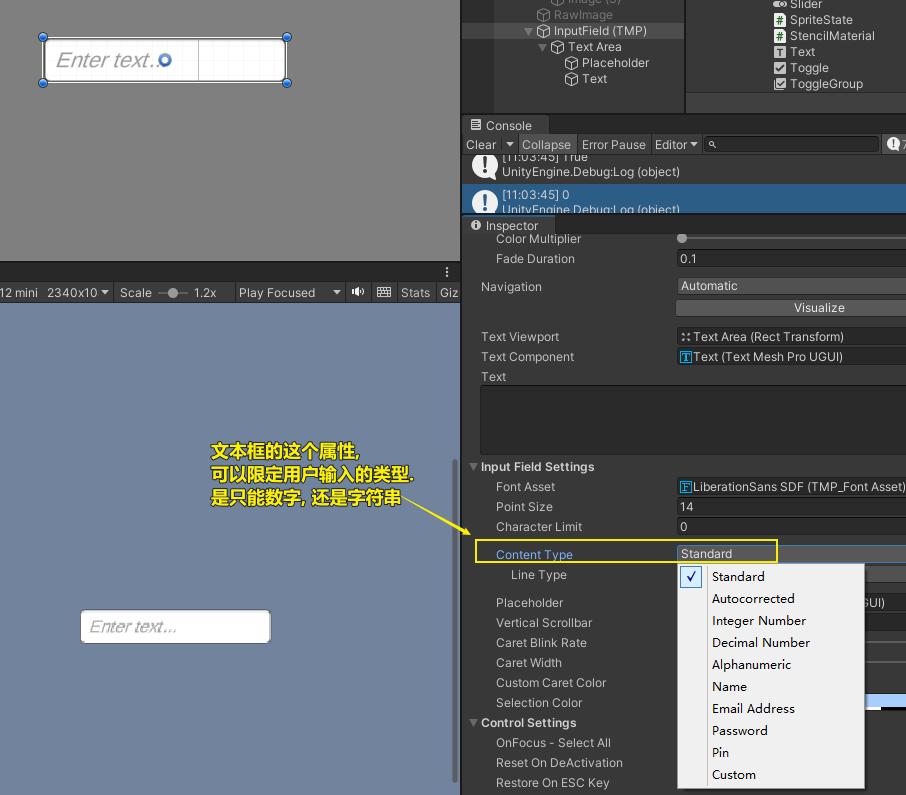 Enter text...
RawImage
InputField (TMP)
Text Area
Placeholder
Text
Slider
SpriteState
StencilMaterial
Text
Toggle
ToggleGroup
Console
Clear
Collapse
Error Pause
Editor
[11:03:45] True
UnityEngine.Debug:Log (object)
[11:03:45] 0
UnityEngine.Debug:Log (object)
Inspector
Color Multiplier
Fade Duration
0.1
Navigation
Automatic
Visualize
12 mini
2340x10
Scale
1.2x
Play Focused
Stats
Giz
Text Viewport
Text Area (Rect Transform)
Text Component
Text (Text Mesh Pro UGUI)
Text
文本框的这个属性,
可以限定用户输入的类型.
是只能数字, 还是字符串
Input Field Settings
Font Asset
LiberationSans SDF (TMP_Font Asset)
Point Size
14
Character Limit
0
Content Type
Standard
Line Type
Standard
Autocorrected
Integer Number
Decimal Number
Alphanumeric
Name
Email Address
Password
Pin
Custom
Placeholder
GUI)
Vertical Scrollbar
Caret Blink Rate
Caret Width
Custom Caret Color
Selection Color
Control Settings
OnFocus - Select All
Reset On DeActivation
Restore On ESC Key
Enter text...